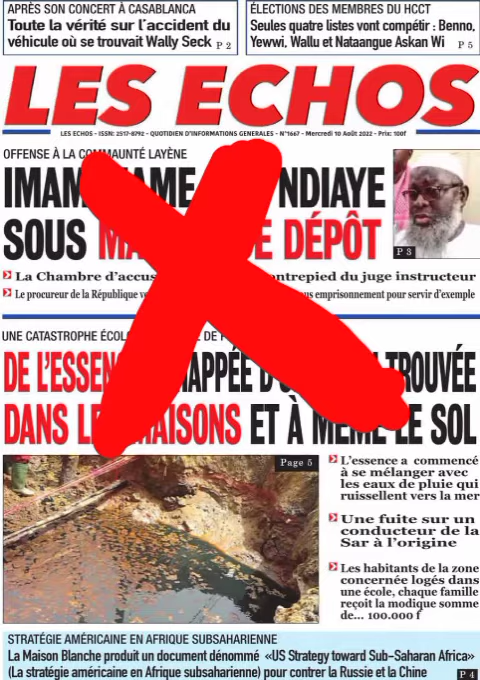 APRÈS SON CONCERT À CASABLANCA
Toute la vérité sur l'accident du
véhicule où se trouvait Wally Seck P 2
ÉLECTIONS DES MEMBRES DU HCCT
Seules quatre listes vont compétir : Benno,
Yewwi, Wallu et Nataangue Askan Wi P 5
LES ECHOS
LES ECHOS - ISSN: 2517-8792 - QUOTIDIEN D'INFORMATIONS GENERALES - N°1667 - Mercredi 10 Août 2022 - Prix: 100f
OFFENSE À LA COMMAUNTÉ LAYÈNE
IMAM NDIAYE
SOUS DÉPÔT
P 3
La Chambre d'accus ntrepied du juge instructeur
Le procureur de la République emprisonnement pour servir d'exemple
UNE CATASTROPHE DE
DE L'ESSEN APPÉE TROUVÉE
DANS LES MAISONS ET À MÊME LE SOL
Page 5
L'essence a commencé
à se mélanger avec
les eaux de pluie qui
ruissellent vers la mer
Une fuite sur un
conducteur de la
Sar à l'origine
Les habitants de la zone
concernée logés dans
une école, chaque famille
reçoit la modique somme
de... 100.000 f
STRATÉGIE AMÉRICAINE EN AFRIQUE SUBSAHARIENNE
La Maison Blanche produit un document dénommé «US Strategy toward Sub-Saharan Africa»
(La stratégie américaine en Afrique subsaharienne) pour contrer la Russie et la Chine P 4